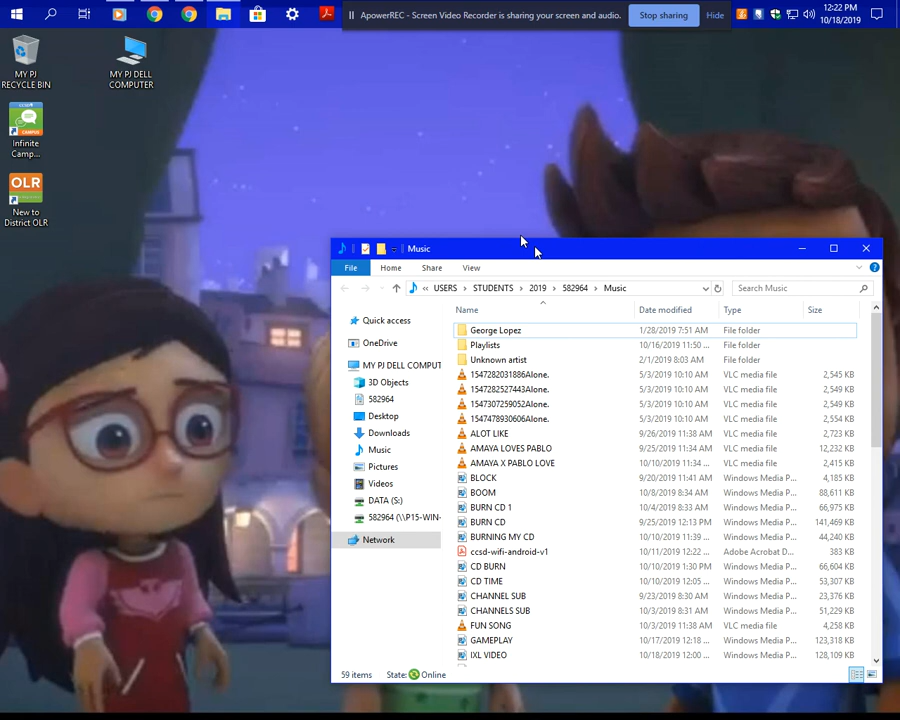 ApowerREC - Screen Video Recorder is sharing your screen and audio.
Stop sharing
Hide
12:22 PM
10/18/2019
MY PJ
RECYCLE BIN
MY PJ DELL
COMPUTER
Infinite
Camp...
OLR
New to
District OLR
Music
File Home Share View
« USERS > STUDENTS > 2019 > 582964 > Music
Search Music
Quick access
OneDrive
MY PJ DELL COMPUT
3D Objects
582964
Desktop
Downloads
Music
Pictures
Videos
DATA (S:)
582964 (\\P15-WIN-
Network
Name Date modified Type Size
George Lopez 1/28/2019 7:51 AM File folder
Playlists 10/16/2019 11:50 ... File folder
Unknown artist 2/1/2019 8:03 AM File folder
1547282031886Alone. 5/3/2019 10:10 AM VLC media file 2,545 KB
1547282527443Alone. 5/3/2019 10:10 AM VLC media file 2,549 KB
1547307259052Alone. 5/3/2019 10:10 AM VLC media file 2,549 KB
1547478930606Alone. 5/3/2019 10:10 AM VLC media file 2,554 KB
ALOT LIKE 9/26/2019 11:38 AM VLC media file 2,723 KB
AMAYA LOVES PABLO 9/25/2019 11:34 AM VLC media file 12,232 KB
AMAYA X PABLO LOVE 10/10/2019 11:34 ... VLC media file 2,415 KB
BLOCK 9/20/2019 11:41 AM Windows Media P... 4,185 KB
BOOM 10/8/2019 8:34 AM Windows Media P... 88,611 KB
BURN CD 1 10/4/2019 8:33 AM Windows Media P... 66,975 KB
BURN CD 9/25/2019 12:13 PM Windows Media P... 141,469 KB
BURNING MY CD 10/10/2019 11:39 ... Windows Media P... 44,240 KB
ccsd-wifi-android-v1 10/11/2019 12:22 ... Adobe Acrobat D... 383 KB
CD BURN 10/10/2019 1:30 PM Windows Media P... 66,604 KB
CD TIME 10/10/2019 12:05 ... Windows Media P... 53,307 KB
CHANNEL SUB 9/23/2019 8:30 AM Windows Media P... 23,376 KB
CHANNELS SUB 10/3/2019 8:31 AM Windows Media P... 51,229 KB
FUN SONG 10/3/2019 11:38 AM VLC media file 4,258 KB
GAMEPLAY 10/17/2019 12:18 ... Windows Media P... 123,318 KB
IXL VIDEO 10/18/2019 12:00 ... Windows Media P... 128,109 KB
59 items State: Online